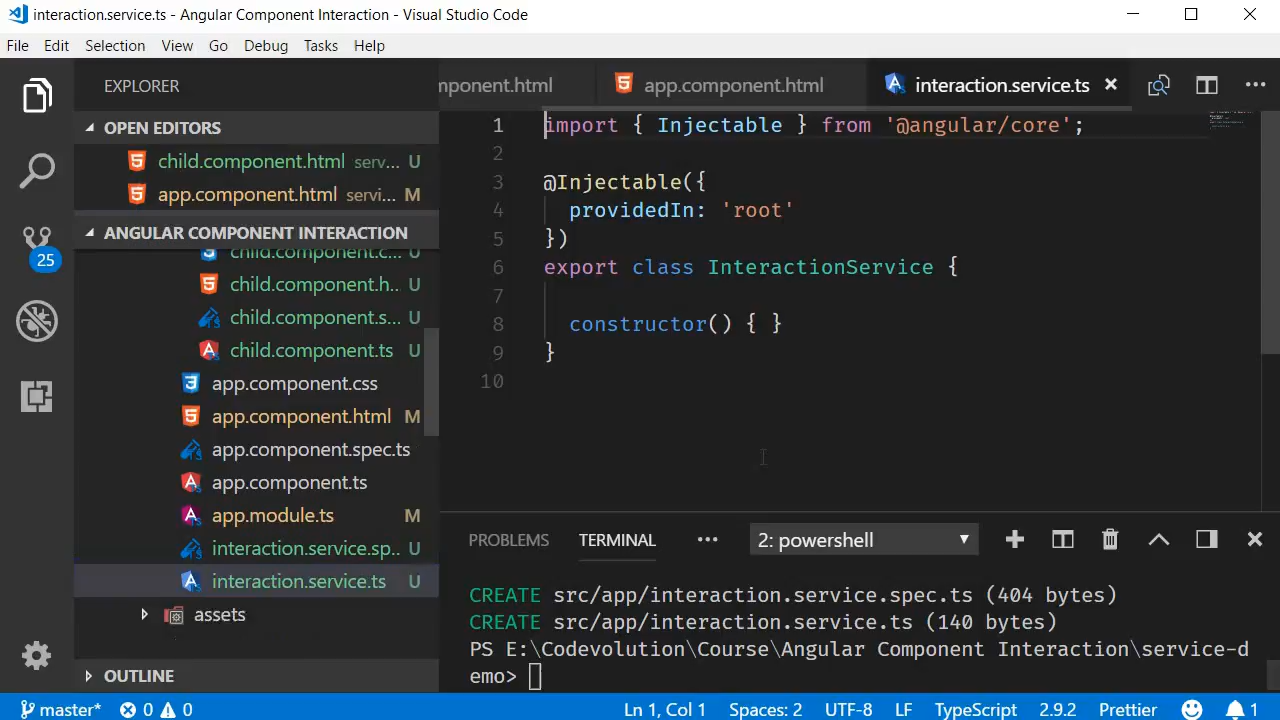 interaction.service.ts - Angular Component Interaction - Visual Studio Code
File Edit Selection View Go Debug Tasks Help
EXPLORER
mponent.html app.component.html interaction.service.ts
OPEN EDITORS
child.component.html serv... U
app.component.html servi... M
ANGULAR COMPONENT INTERACTION
25
child.component.c... U
child.component.h... U
child.component.s... U
child.component.ts U
app.component.css
app.component.html M
app.component.spec.ts
app.component.ts
app.module.ts M
interaction.service.sp... U
interaction.service.ts U
assets
OUTLINE
1 import { Injectable } from '@angular/core';
2
3 @Injectable({
4 providedIn: 'root'
5 })
6 export class InteractionService {
7
8 constructor() { }
9 }
10
PROBLEMS TERMINAL ... 2: powershell
CREATE src/app/interaction.service.spec.ts (404 bytes)
CREATE src/app/interaction.service.ts (140 bytes)
PS E:\Codevolution\Course\Angular Component Interaction\service-d
emo>
master* 0 0 Ln 1, Col 1 Spaces: 2 UTF-8 LF TypeScript 2.9.2 Prettier 1